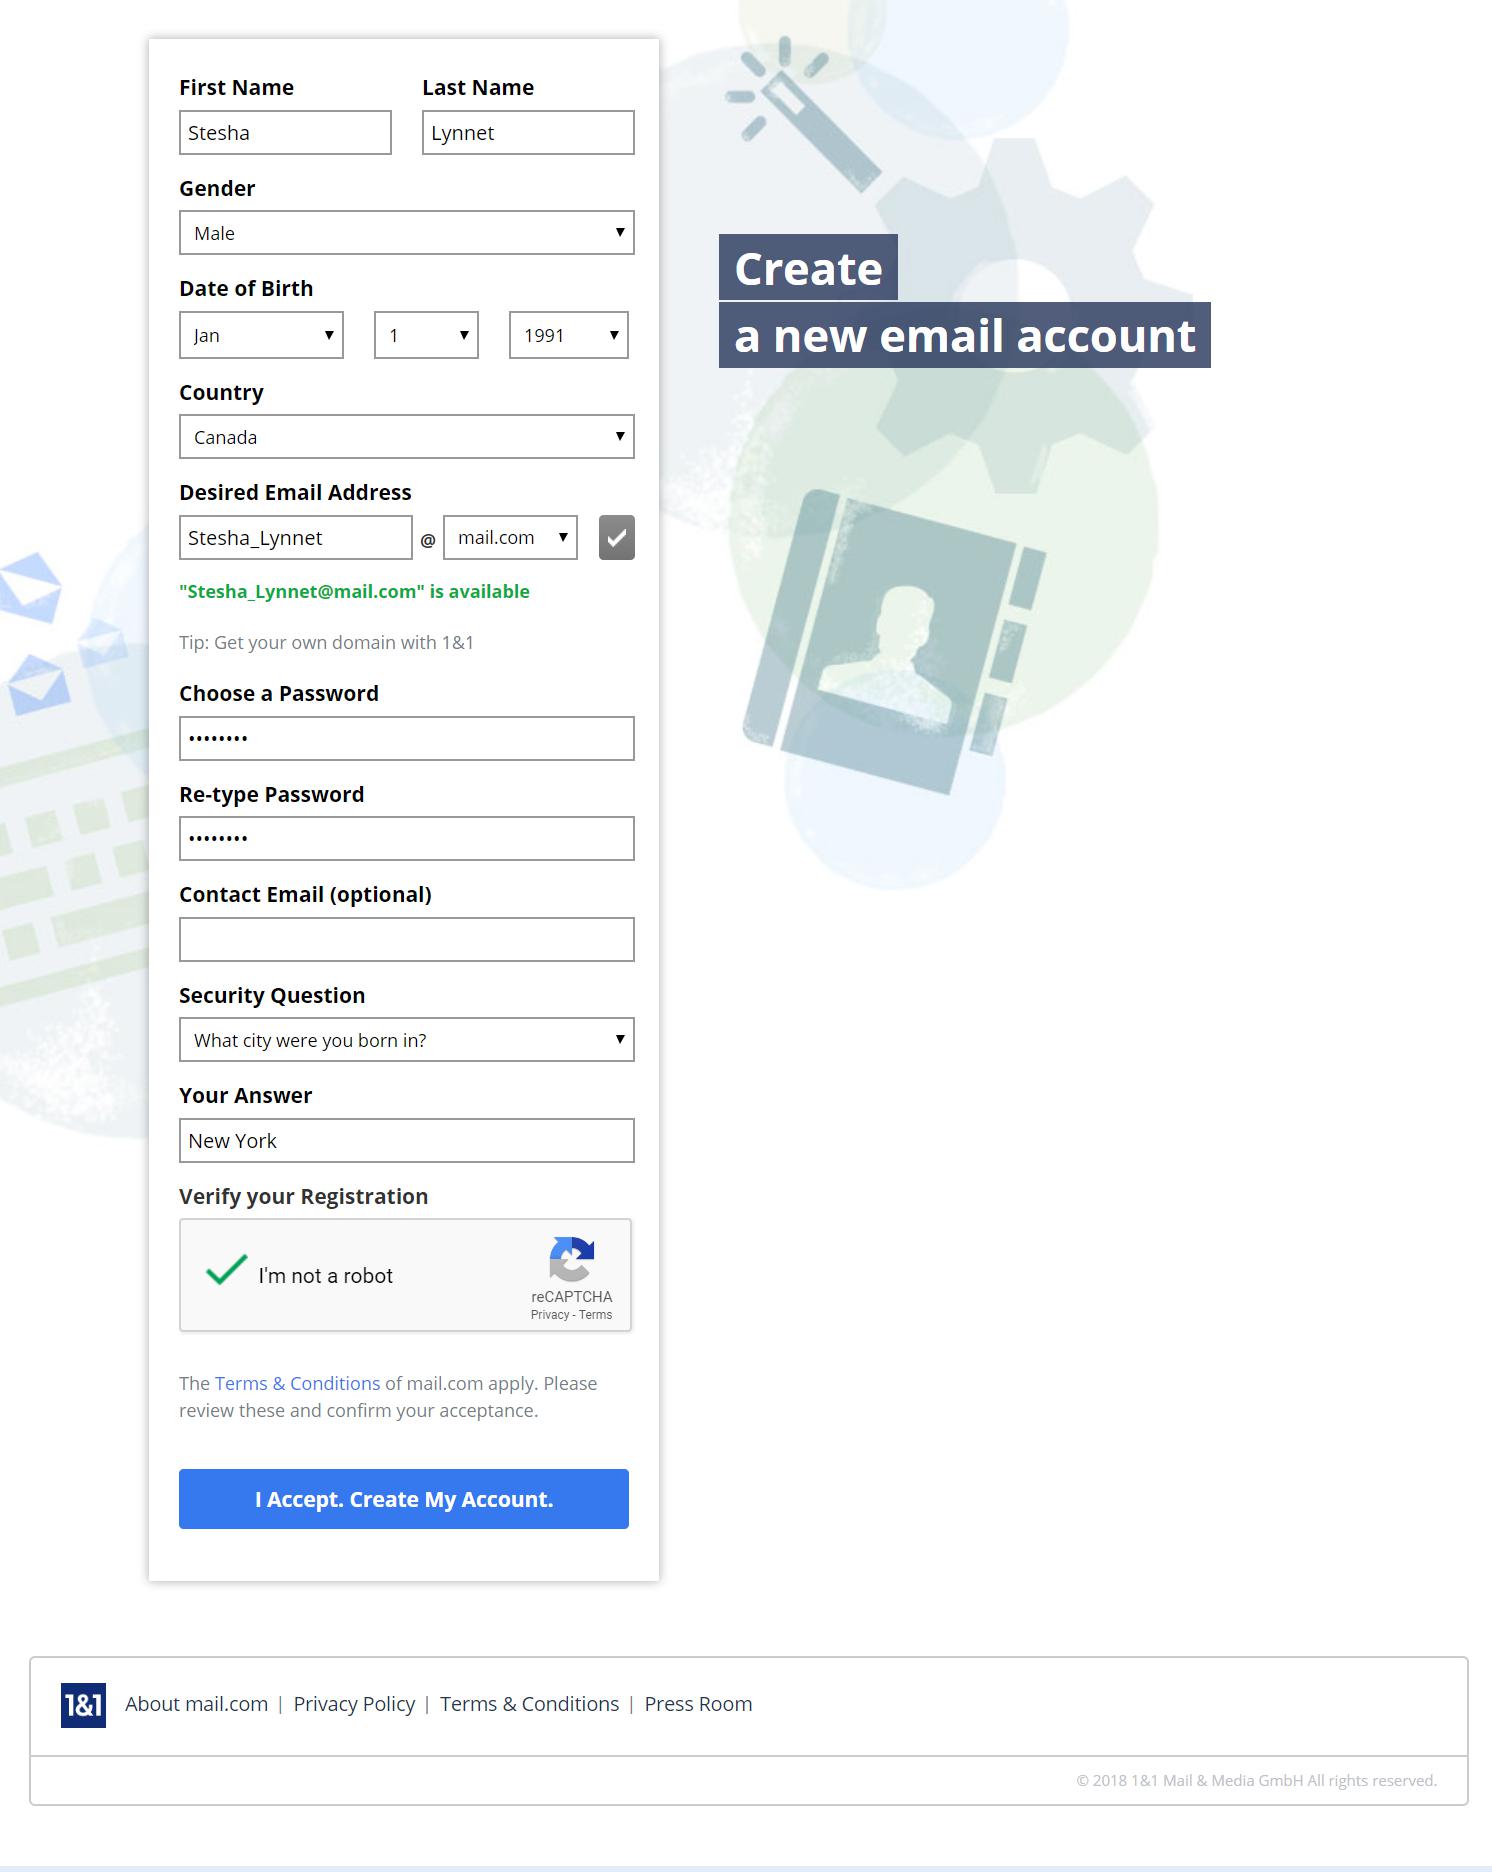 First Name Last Name
Stesha Lynnet
Gender
Male
Date of Birth
Jan 1 1991
Country
Canada
Desired Email Address
Stesha_Lynnet @ mail.com
"Stesha_Lynnet@mail.com" is available
Tip: Get your own domain with 1&1
Choose a Password
••••••••
Re-type Password
••••••••
Contact Email (optional)
Security Question
What city were you born in?
Your Answer
New York
Verify your Registration
I'm not a robot
reCAPTCHA
Privacy - Terms
The Terms & Conditions of mail.com apply. Please
review these and confirm your acceptance.
I Accept. Create My Account.
Create
a new email account
1&1 About mail.com | Privacy Policy | Terms & Conditions | Press Room
© 2018 1&1 Mail & Media GmbH All rights reserved.